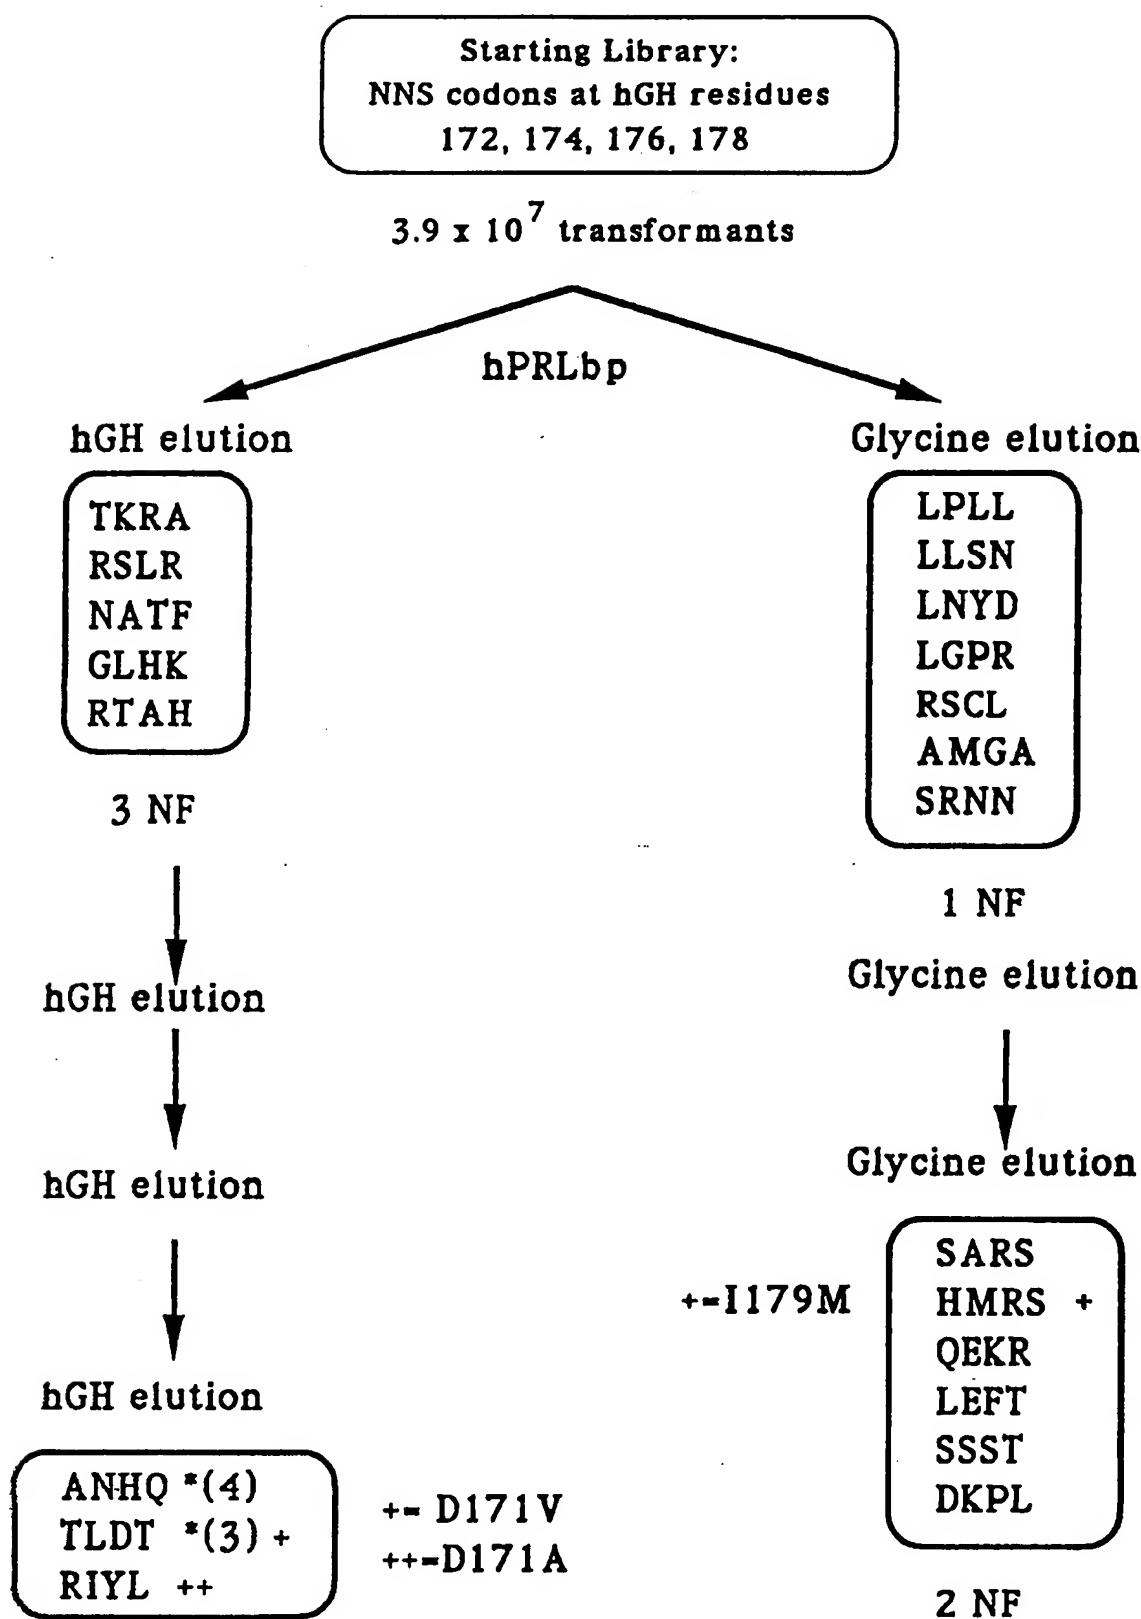 Starting Library:
NNS codons at hGH residues
172, 174, 176, 178
3.9 x 10^7 transformants
hPRLbp
hGH elution
TKRA
RSLR
NATF
GLHK
RTAH
3 NF
hGH elution
hGH elution
hGH elution
ANHQ *(4)
TLDT *(3) +
RIYL ++
+= D171V
++=D171A
Glycine elution
LPLL
LLSN
LNYD
LGPR
RSCL
AMGA
SRNN
1 NF
Glycine elution
Glycine elution
+=I179M
SARS
HMRS +
QEKR
LEFT
SSST
DKPL
2 NF